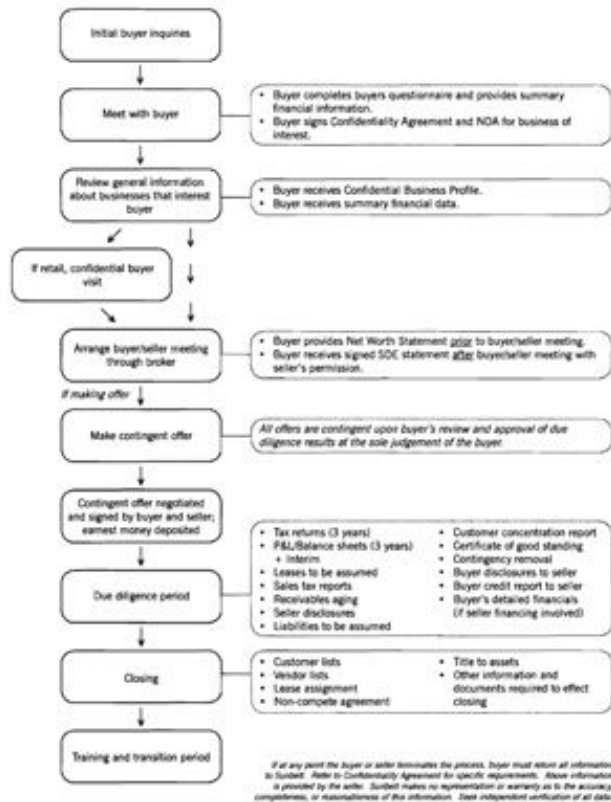 Initial buyer inquiries
Meet with buyer
• Buyer completes buyers questionnaire and provides summary
financial information.
• Buyer signs Confidentiality Agreement and NDA for business of
interest.
Review general information
about businesses that interest
buyer
• Buyer receives Confidential Business Profile.
• Buyer receives summary financial data.
If retail, confidential buyer
visit
Arrange buyer/seller meeting
through broker
• Buyer provides Net Worth Statement prior to buyer/seller meeting.
• Buyer receives signed SDE statement after buyer/seller meeting with
seller's permission.
If making offer
Make contingent offer
All offers are contingent upon buyer's review and approval of due
diligence results at the sole judgement of the buyer.
Contingent offer negotiated
and signed by buyer and seller;
earnest money deposited
Due diligence period
• Tax returns (3 years)
• P&L/Balance sheets (3 years)
+ Interim
• Leases to be assumed
• Sales tax reports
• Receivables aging
• Seller disclosures
• Liabilities to be assumed
• Customer concentration report
• Certificate of good standing
• Contingency removal
• Buyer disclosures to seller
• Buyer credit report to seller
• Buyer's detailed financials
(if seller financing involved)
Closing
• Customer lists
• Vendor lists
• Lease assignment
• Non-compete agreement
• Title to assets
• Other information and
documents required to effect
closing
Training and transition period
If at any point the buyer or seller terminates the process, buyer must return all information
to Sunbelt. Refer to Confidentiality Agreement for specific requirements. Above information
is provided by the seller. Sunbelt makes no representation or warranty as to the accuracy,
completeness, or reasonableness of this information. Seek independent verification of all data.